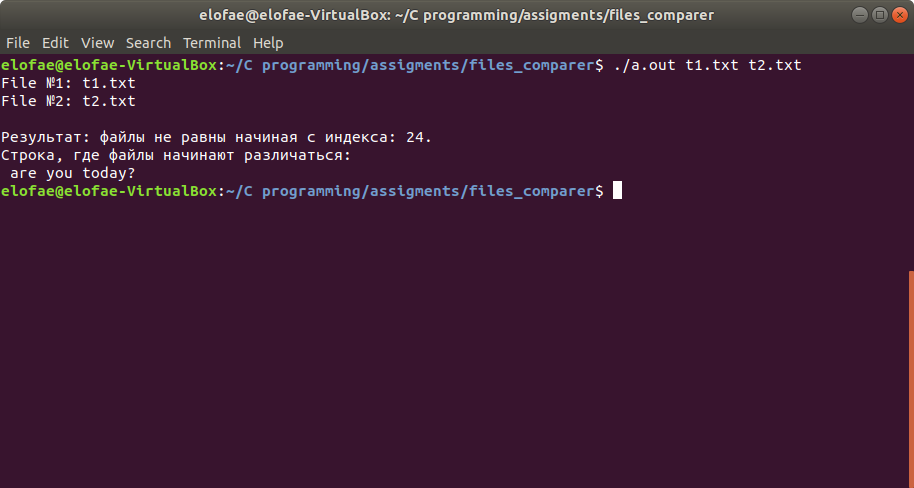 elofae@elofae-VirtualBox: ~/C programming/assigments/files_comparer
File Edit View Search Terminal Help
elofae@elofae-VirtualBox:~/C programming/assigments/files_comparer$ ./a.out t1.txt t2.txt
File №1: t1.txt
File №2: t2.txt
Результат: файлы не равны начиная с индекса: 24.
Строка, где файлы начинают различаться:
 are you today?
elofae@elofae-VirtualBox:~/C programming/assigments/files_comparer$